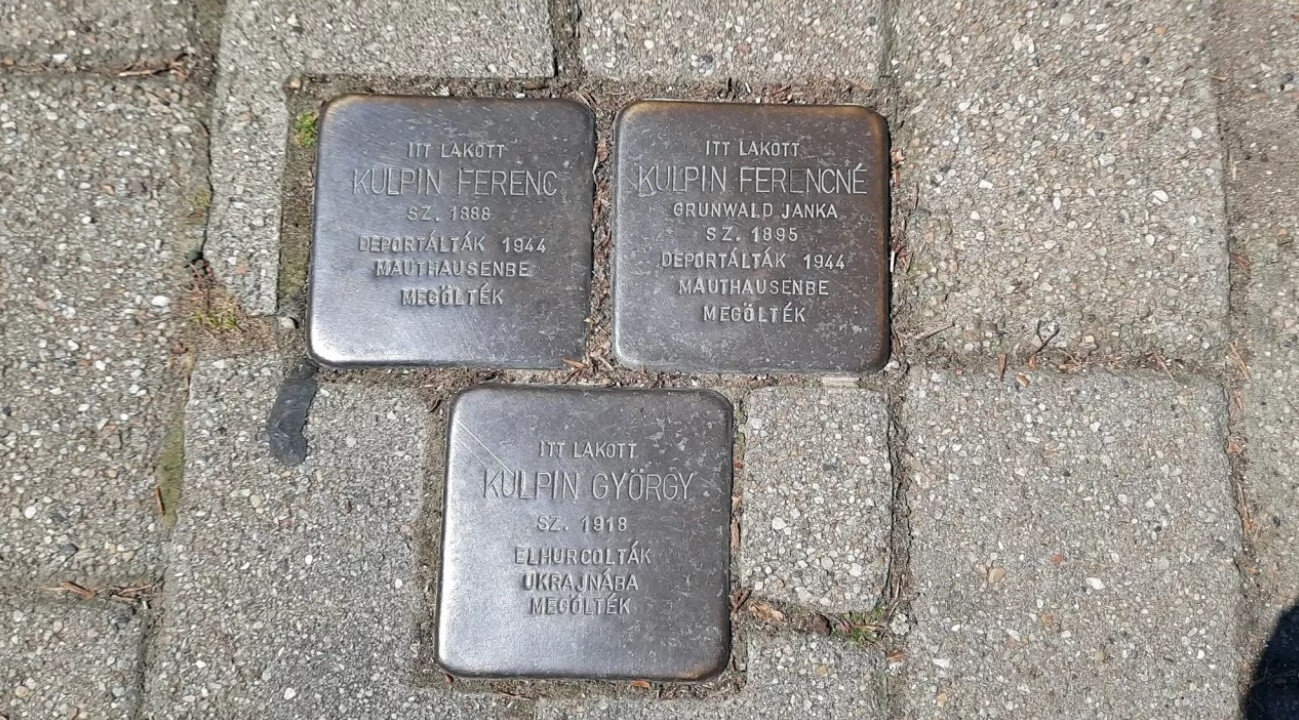 ITT LAKOTT
KULPIN FERENC
SZ. 1888
DEPORTÁLTÁK 1944
MAUTHAUSENBE
MEGÖLTÉK
ITT LAKOTT
KULPIN FERENCNÉ
GRUNWALD JANKA
SZ. 1895
DEPORTÁLTÁK 1944
MAUTHAUSENBE
MEGÖLTÉK
ITT LAKOTT
KULPIN GYÖRGY
SZ. 1918
ELHURCOLTÁK
UKRAJNÁBA
MEGÖLTÉK